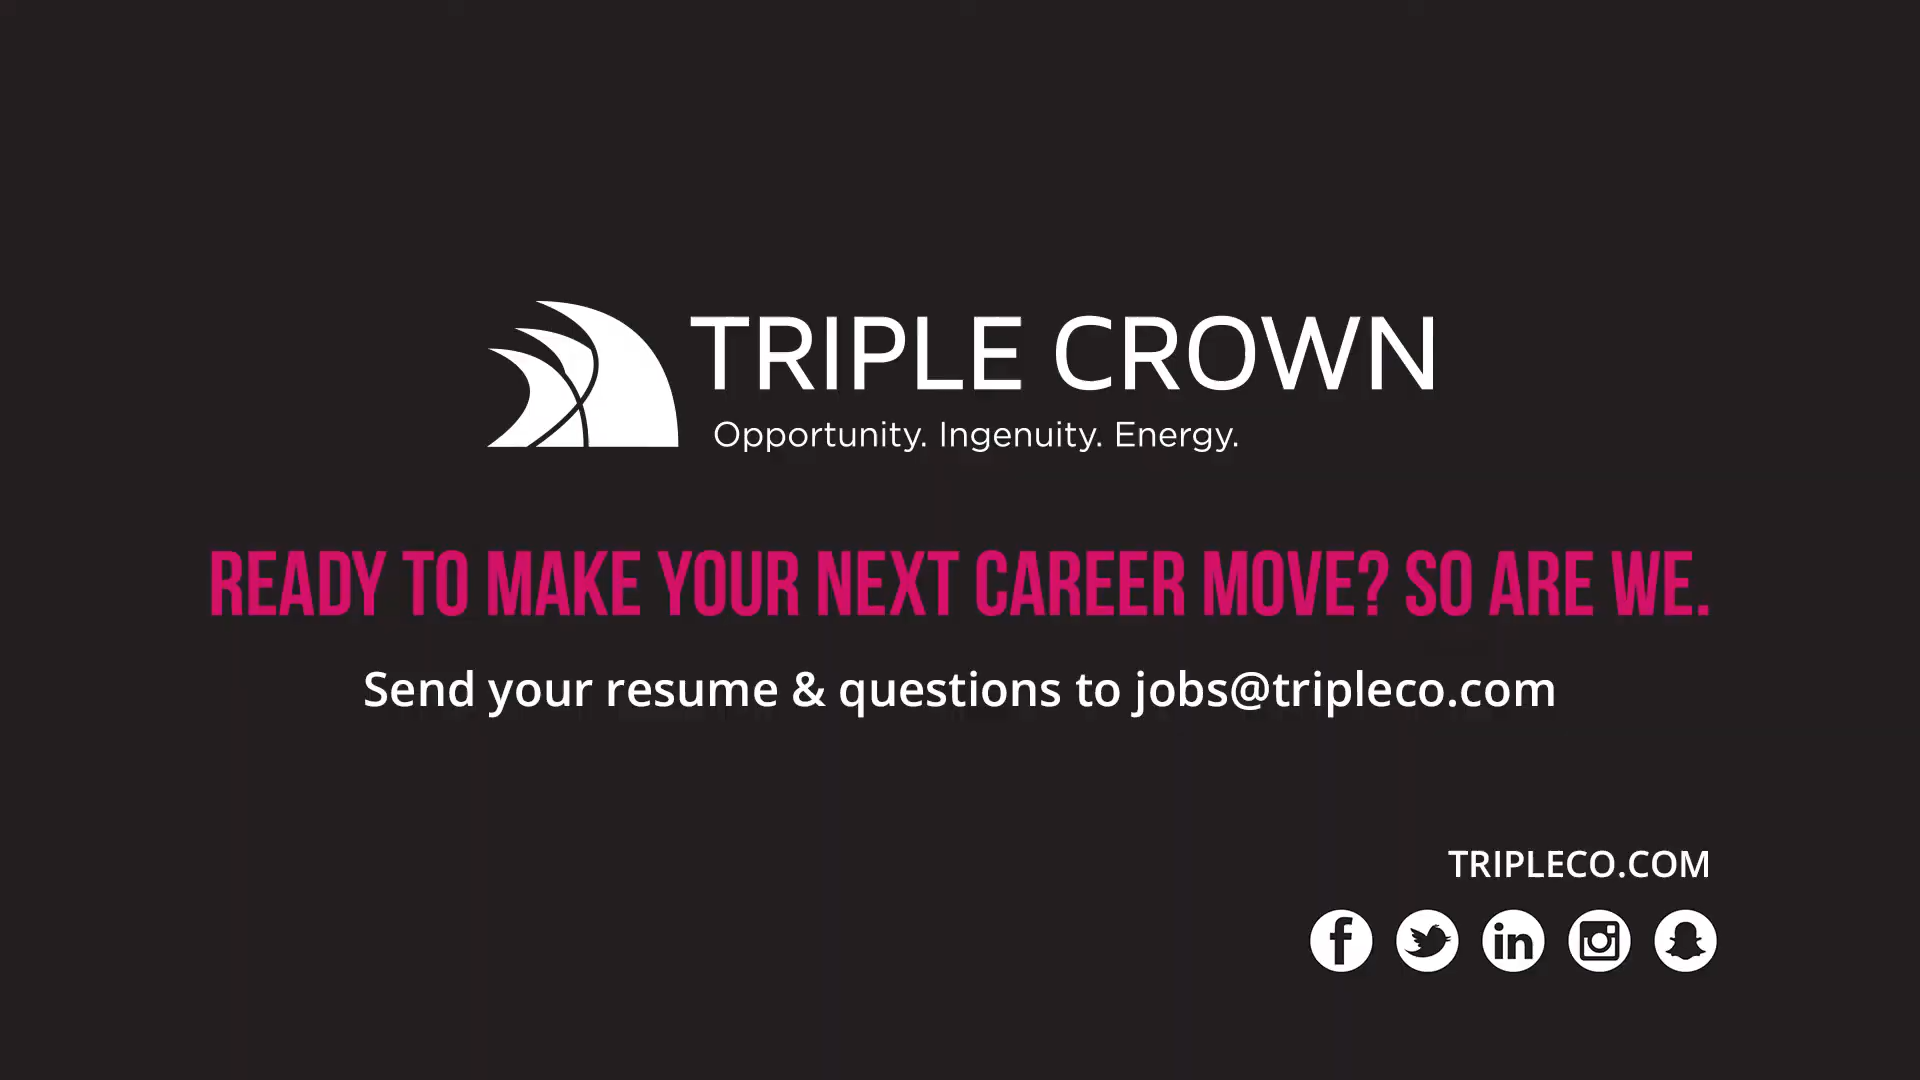 TRIPLE CROWN
Opportunity. Ingenuity. Energy.
READY TO MAKE YOUR NEXT CAREER MOVE? SO ARE WE.
Send your resume & questions to jobs@tripleco.com
TRIPLECO.COM
f in